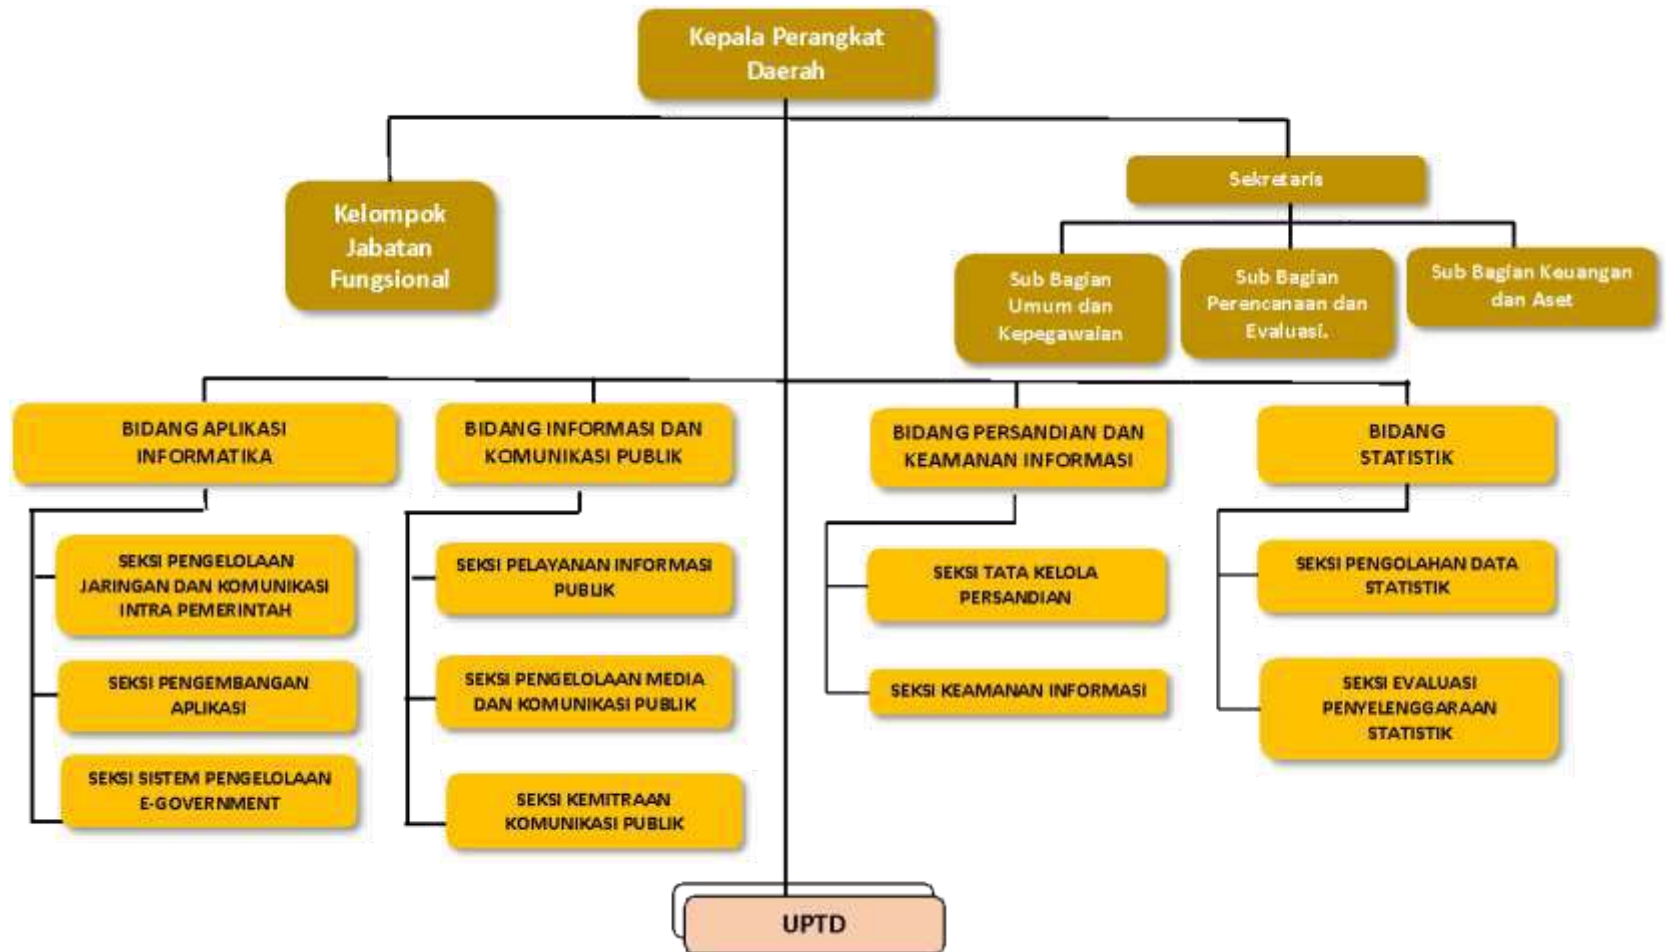 Kepala Perangkat
Daerah
Kelompok
Jabatan
Fungsional
Sekretaris
Sub Bagian
Umum dan
Kepegawaian
Sub Bagian
Perencanaan dan
Evaluasi.
Sub Bagian Keuangan
dan Aset
BIDANG APLIKASI
INFORMATIKA
SEKSI PENGELOLAAN
JARINGAN DAN KOMUNIKASI
INTRA PEMERINTAH
SEKSI PENGEMBANGAN
APLIKASI
SEKSI SISTEM PENGELOLAAN
E-GOVERNMENT
BIDANG INFORMASI DAN
KOMUNIKASI PUBLIK
SEKSI PELAYANAN INFORMASI
PUBLIK
SEKSI PENGELOLAAN MEDIA
DAN KOMUNIKASI PUBLIK
SEKSI KEMITRAAN
KOMUNIKASI PUBLIK
BIDANG PERSANDIAN DAN
KEAMANAN INFORMASI
SEKSI TATA KELOLA
PERSANDIAN
SEKSI KEAMANAN INFORMASI
BIDANG
STATISTIK
SEKSI PENGOLAHAN DATA
STATISTIK
SEKSI EVALUASI
PENYELENGGARAAN
STATISTIK
UPTD